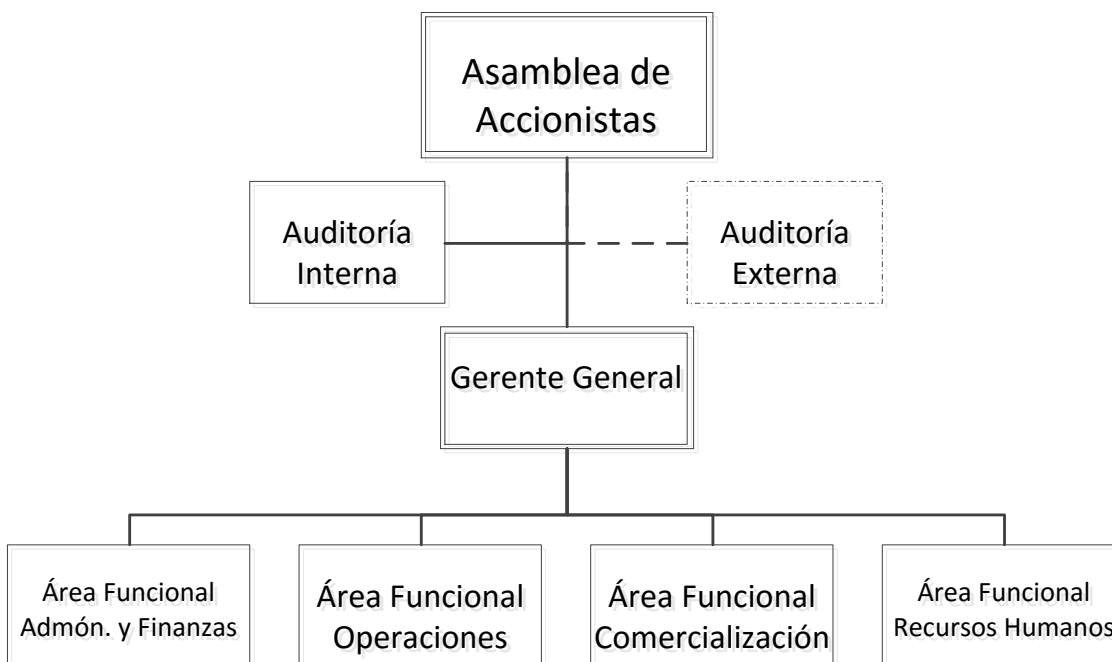 Asamblea de
Accionistas
Auditoría
Interna
Auditoría
Externa
Gerente General
Área Funcional
Admón. y Finanzas
Área Funcional
Operaciones
Área Funcional
Comercialización
Área Funcional
Recursos Humanos